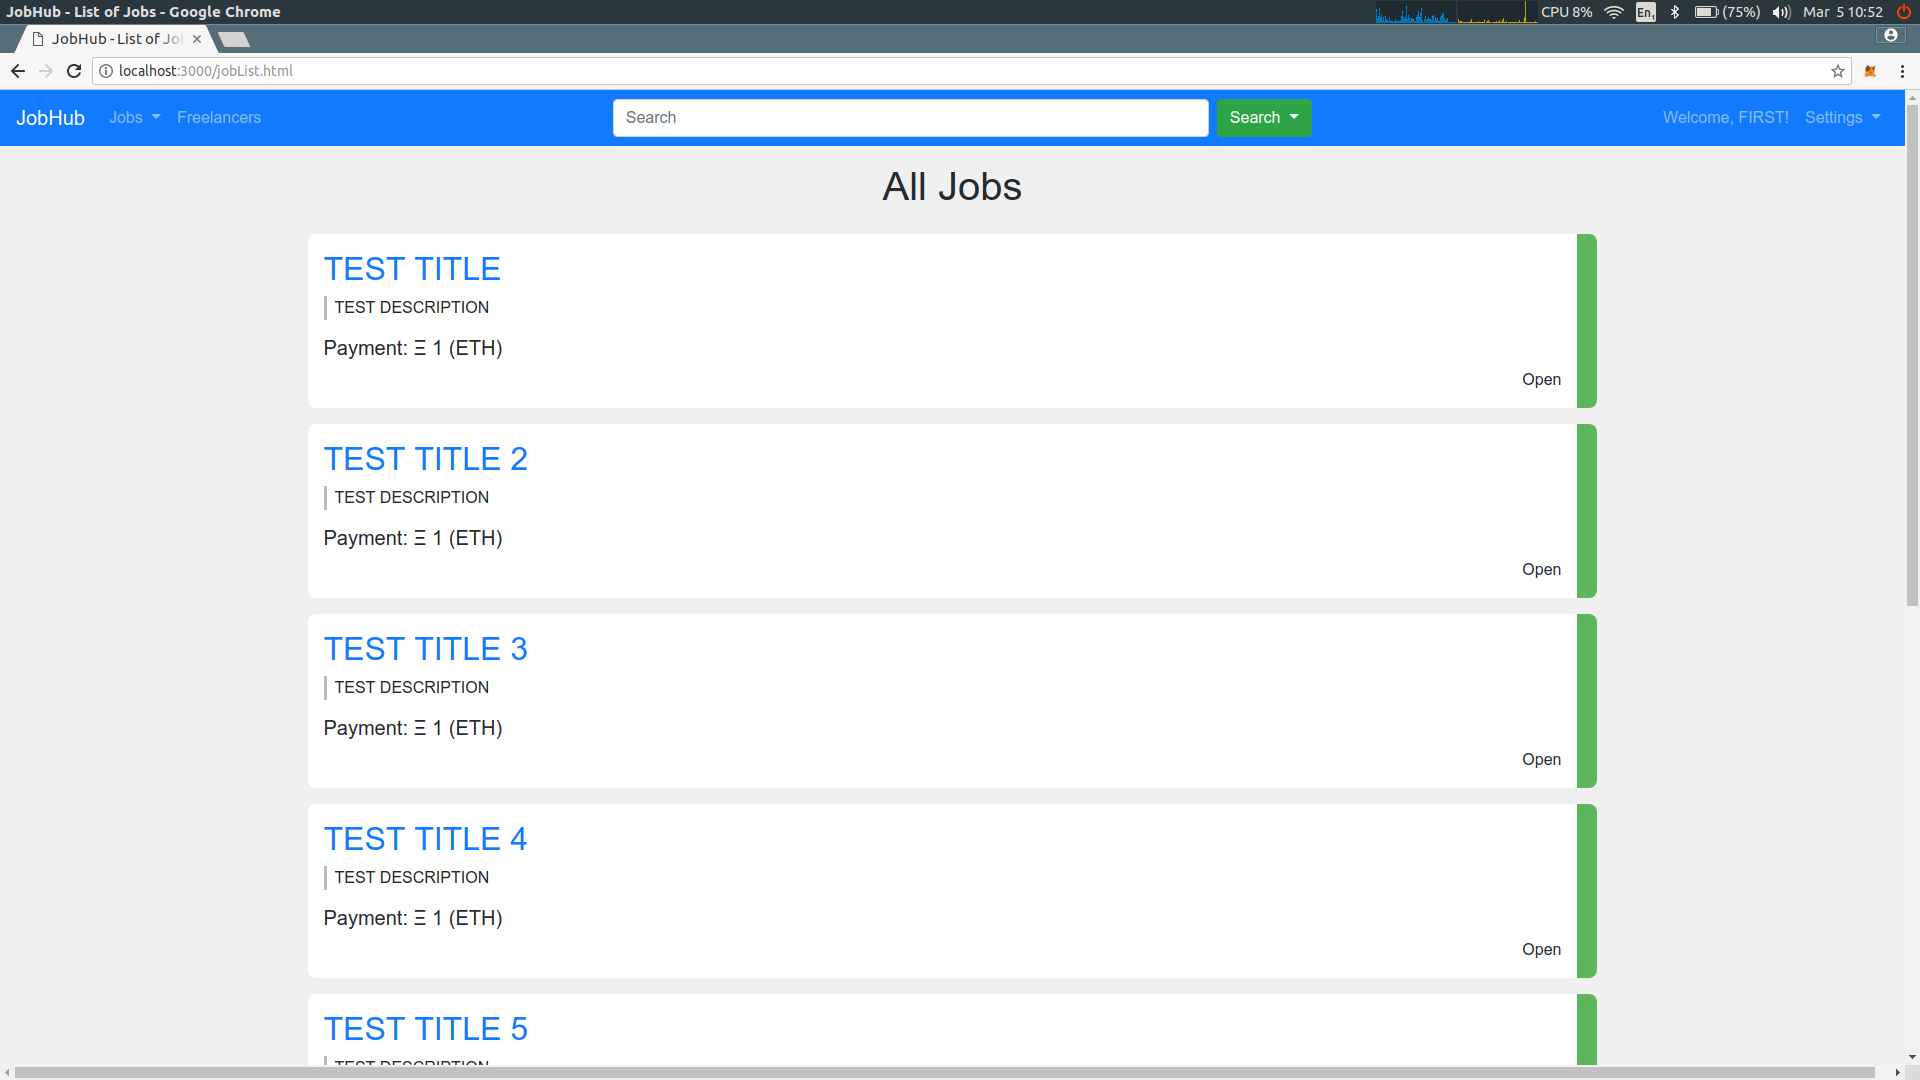 JobHub - List of Jobs - Google Chrome
CPU 8%
En1
(75%)
Mar 5 10:52
JobHub - List of Jo
localhost:3000/jobList.html
JobHub
Jobs
Freelancers
Search
Search
Welcome, FIRST!
Settings
All Jobs
TEST TITLE
TEST DESCRIPTION
Payment: Ξ 1 (ETH)
Open
TEST TITLE 2
TEST DESCRIPTION
Payment: Ξ 1 (ETH)
Open
TEST TITLE 3
TEST DESCRIPTION
Payment: Ξ 1 (ETH)
Open
TEST TITLE 4
TEST DESCRIPTION
Payment: Ξ 1 (ETH)
Open
TEST TITLE 5
TEST DESCRIPTION